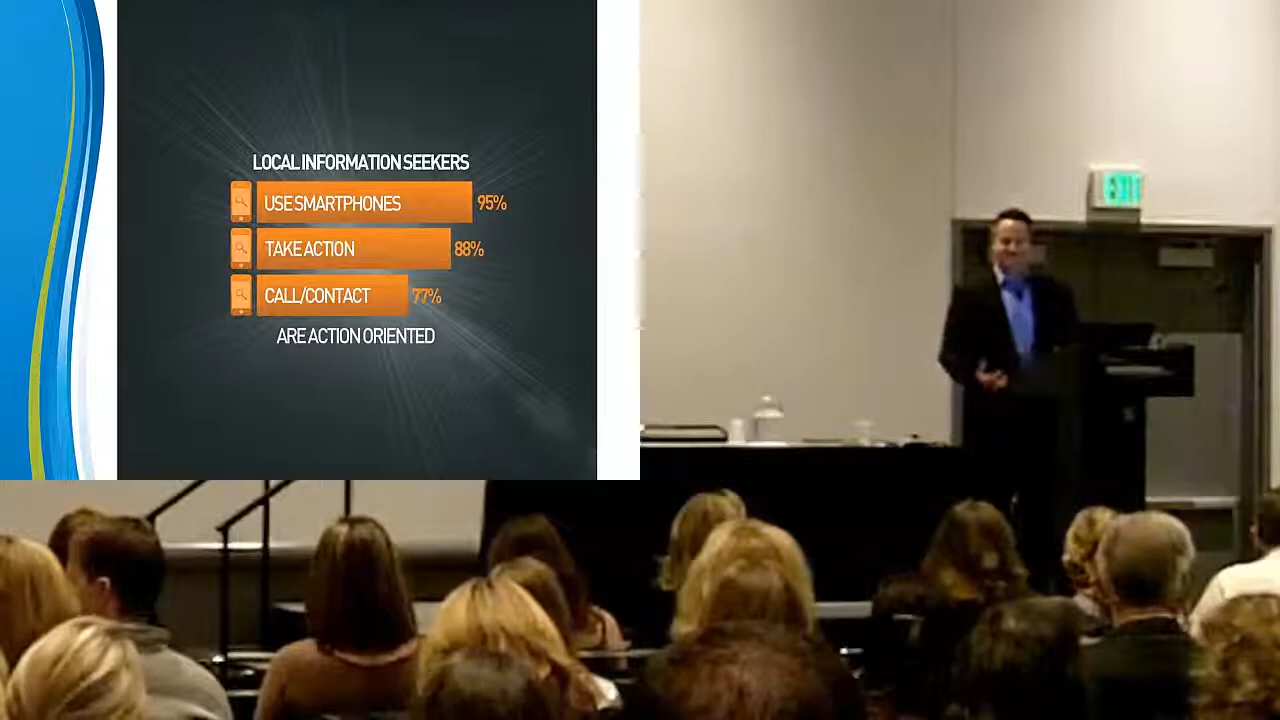 LOCAL INFORMATION SEEKERS
USE SMARTPHONES 95%
TAKE ACTION 88%
CALL/CONTACT 77%
ARE ACTION ORIENTED
EXIT